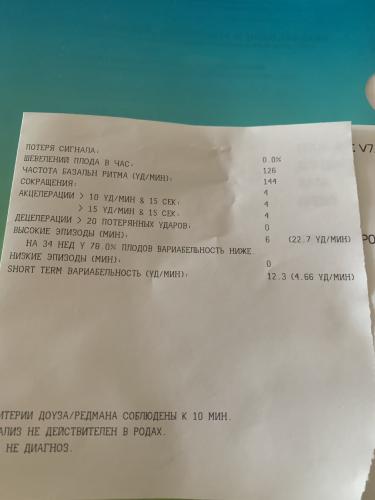 ПОТЕРЯ СИГНАЛА: 0.0%
ШЕВЕЛЕНИЙ ПЛОДА В ЧАС: 126
ЧАСТОТА БАЗАЛЬН РИТМА (УД/МИН): 144
СОКРАЩЕНИЯ: 4
АКЦЕЛЕРАЦИИ > 10 УД/МИН & 15 СЕК: 4
> 15 УД/МИН & 15 СЕК: 4
ДЕЦЕЛЕРАЦИИ > 20 ПОТЕРЯННЫХ УДАРОВ: 0
ВЫСОКИЕ ЭПИЗОДЫ (МИН): 6 (22.7 УД/МИН)
НА 34 НЕД У 78.0% ПЛОДОВ ВАРИАБЕЛЬНОСТЬ НИЖЕ.
НИЗКИЕ ЭПИЗОДЫ (МИН): 0
SHORT TERM ВАРИАБЕЛЬНОСТЬ (УД/МИН): 12.3 (4.66 УД/МИН)
ИТЕРИИ ДОУЗА/РЕДМАНА СОБЛЮДЕНЫ К 10 МИН.
АЛИЗ НЕ ДЕЙСТВИТЕЛЕН В РОДАХ.
НЕ ДИАГНОЗ.